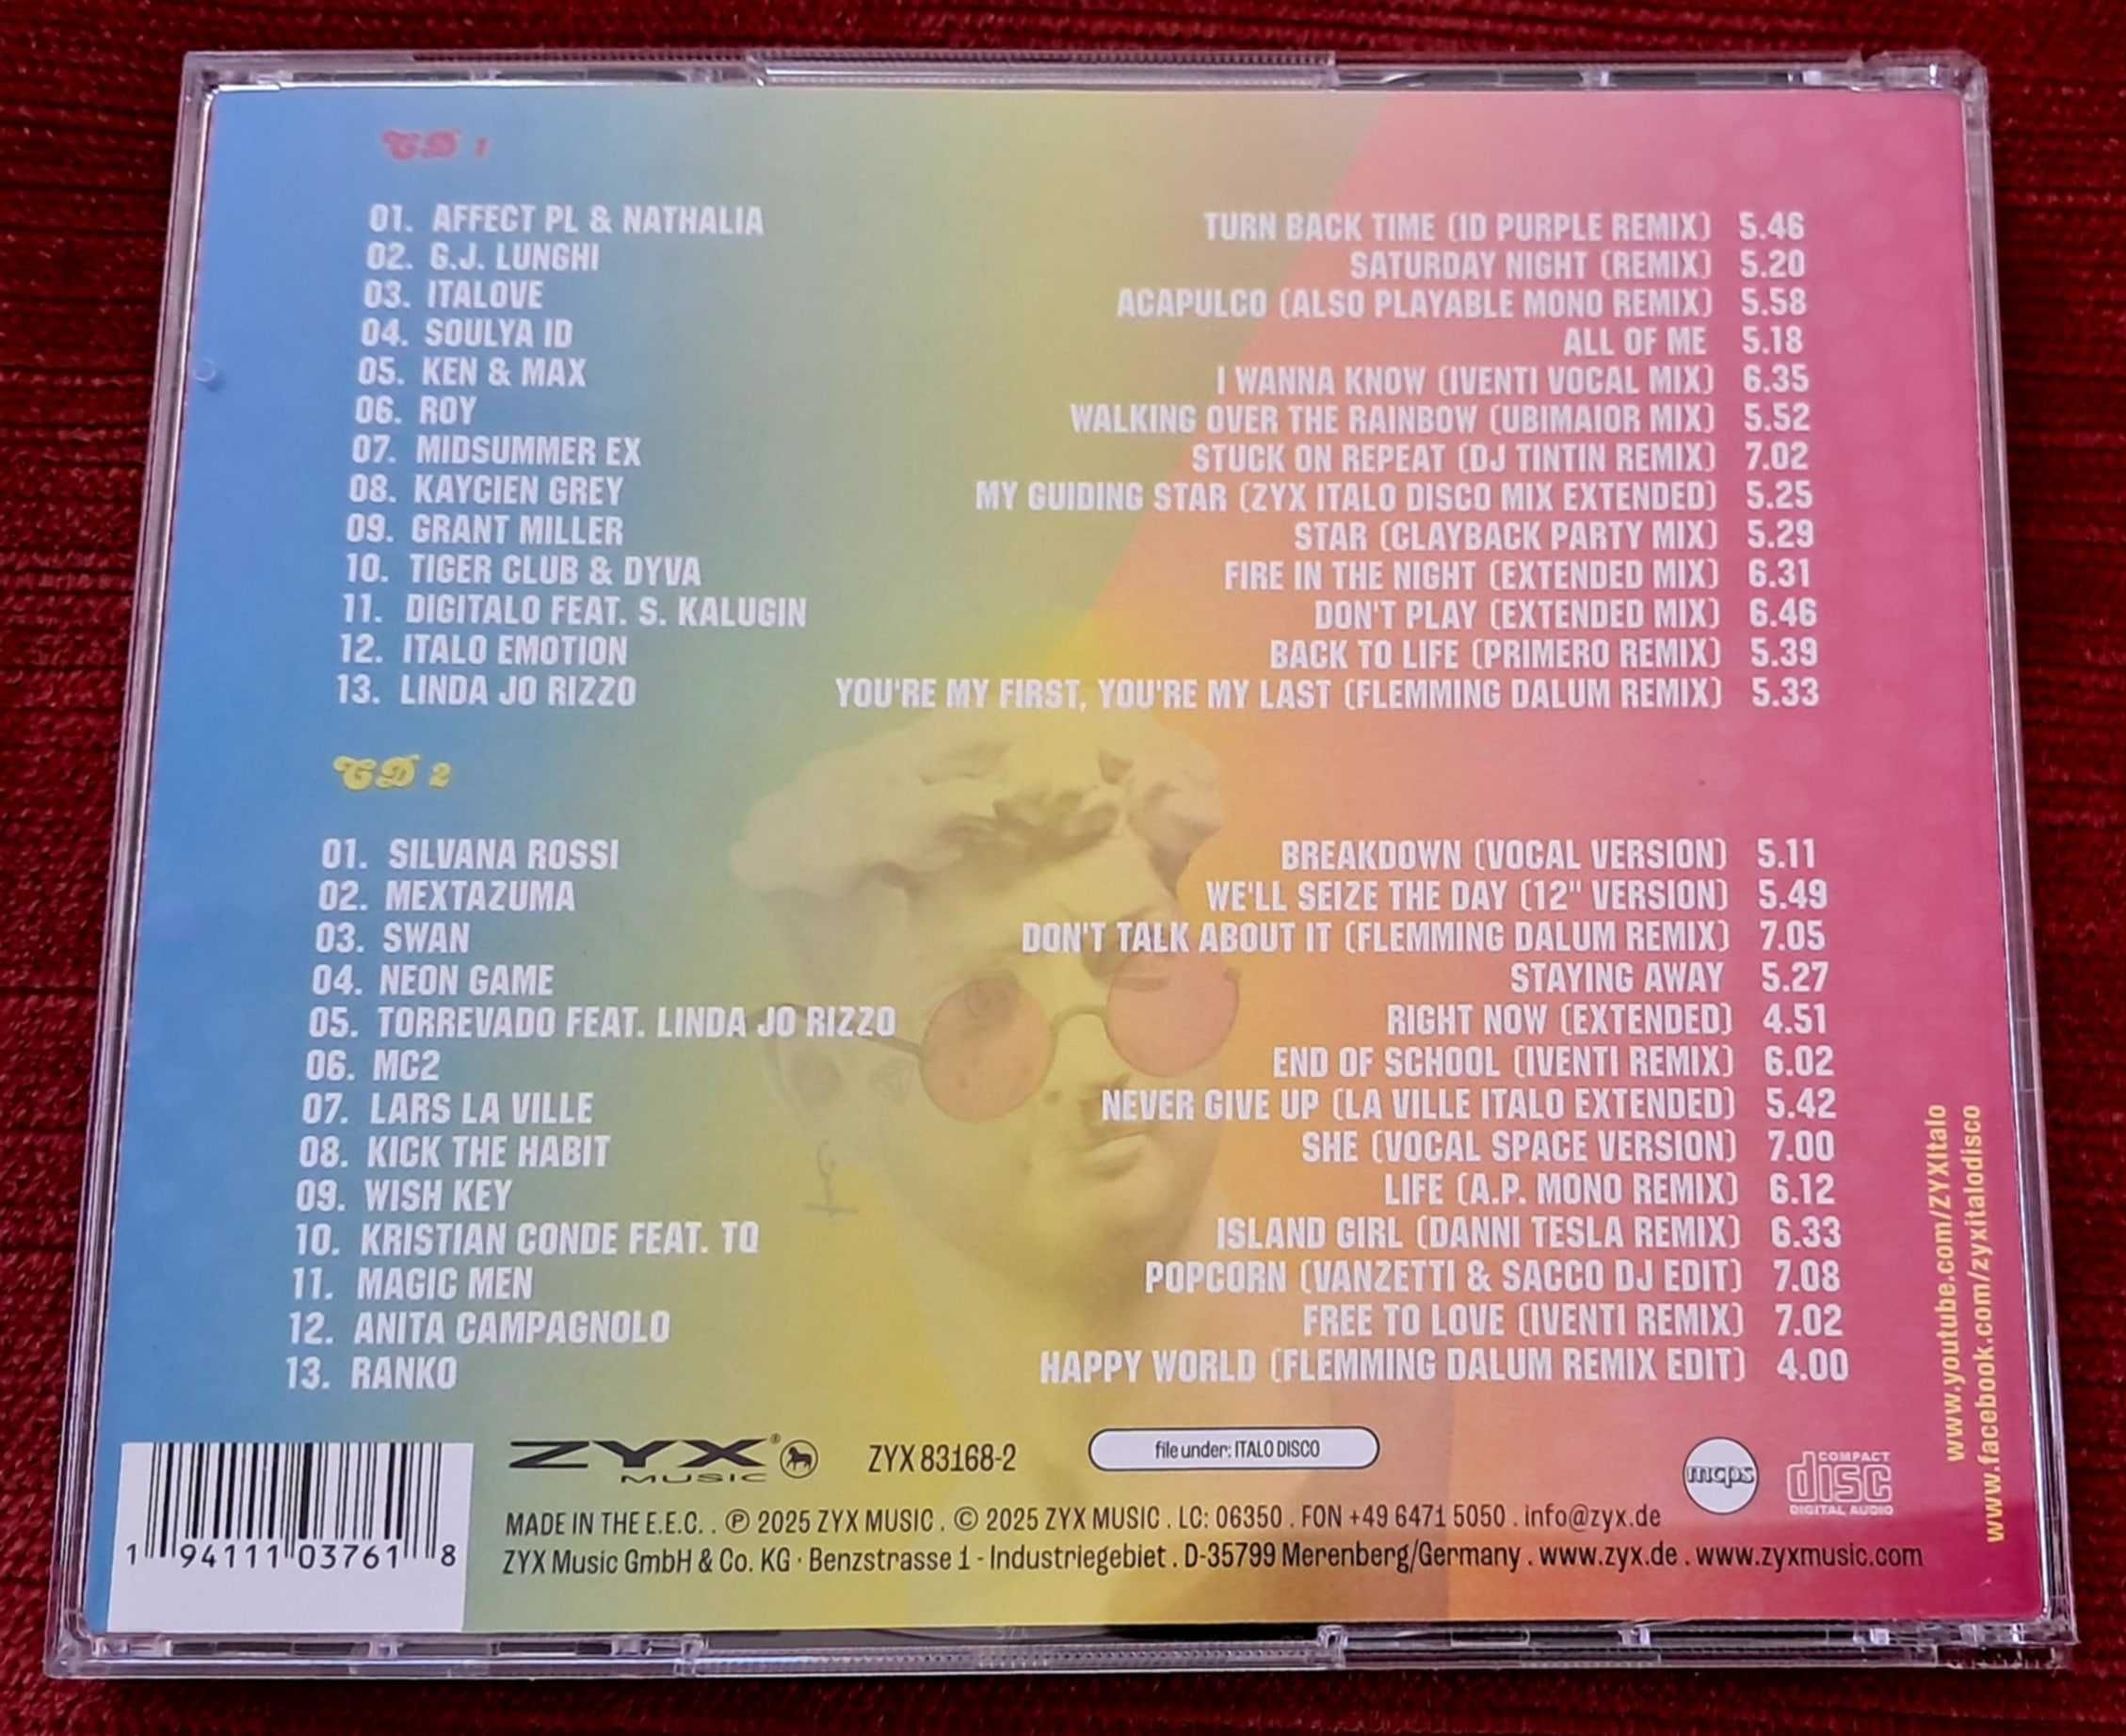 CD 1
01. AFFECT PL & NATHALIA TURN BACK TIME (ID PURPLE REMIX) 5.46
02. G.J. LUNGHI SATURDAY NIGHT (REMIX) 5.20
03. ITALOVE ACAPULCO (ALSO PLAYABLE MONO REMIX) 5.58
04. SOULYA ID ALL OF ME 5.18
05. KEN & MAX I WANNA KNOW (IVENTI VOCAL MIX) 6.35
06. ROY WALKING OVER THE RAINBOW (UBIMAIOR MIX) 5.52
07. MIDSUMMER EX STUCK ON REPEAT (DJ TINTIN REMIX) 7.02
08. KAYCIEN GREY MY GUIDING STAR (ZYX ITALO DISCO MIX EXTENDED) 5.25
09. GRANT MILLER STAR (CLAYBACK PARTY MIX) 5.29
10. TIGER CLUB & DYVA FIRE IN THE NIGHT (EXTENDED MIX) 6.31
11. DIGITALO FEAT. S. KALUGIN DON'T PLAY (EXTENDED MIX) 6.46
12. ITALO EMOTION BACK TO LIFE (PRIMERO REMIX) 5.39
13. LINDA JO RIZZO YOU'RE MY FIRST, YOU'RE MY LAST (FLEMMING DALUM REMIX) 5.33
CD 2
01. SILVANA ROSSI BREAKDOWN (VOCAL VERSION) 5.11
02. MEXTAZUMA WE'LL SEIZE THE DAY (12" VERSION) 5.49
03. SWAN DON'T TALK ABOUT IT (FLEMMING DALUM REMIX) 7.05
04. NEON GAME STAYING AWAY 5.27
05. TORREVADO FEAT. LINDA JO RIZZO RIGHT NOW (EXTENDED) 4.51
06. MC2 END OF SCHOOL (IVENTI REMIX) 6.02
07. LARS LA VILLE NEVER GIVE UP (LA VILLE ITALO EXTENDED) 5.42
08. KICK THE HABIT SHE (VOCAL SPACE VERSION) 7.00
09. WISH KEY LIFE (A.P. MONO REMIX) 6.12
10. KRISTIAN CONDE FEAT. TQ ISLAND GIRL (DANNI TESLA REMIX) 6.33
11. MAGIC MEN POPCORN (VANZETTI & SACCO DJ EDIT) 7.08
12. ANITA CAMPAGNOLO FREE TO LOVE (IVENTI REMIX) 7.02
13. RANKO HAPPY WORLD (FLEMMING DALUM REMIX EDIT) 4.00
www.youtube.com/ZYXItalo
www.facebook.com/zyxitalodisco
1 94111 03761 8
ZYX® MUSIC
ZYX 83168-2
file under: ITALO DISCO
mcps
COMPACT disc DIGITAL AUDIO
MADE IN THE E.E.C. . ℗ 2025 ZYX MUSIC . © 2025 ZYX MUSIC . LC: 06350 . FON +49 6471 5050 . info@zyx.de
ZYX Music GmbH & Co. KG · Benzstrasse 1 - Industriegebiet . D-35799 Merenberg/Germany . www.zyx.de . www.zyxmusic.com